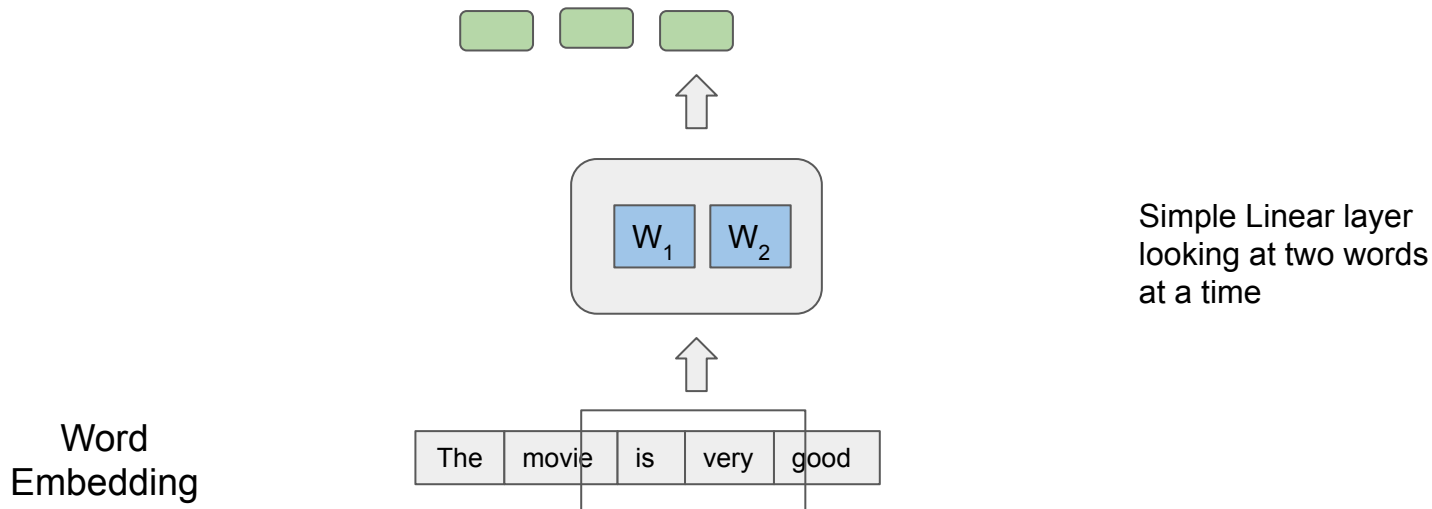 W1 W2
Simple Linear layer
looking at two words
at a time
Word
Embedding
The movie is very good